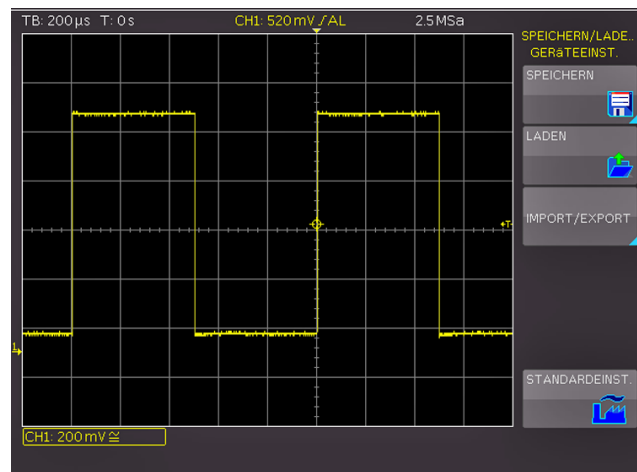 TB: 200µs T: 0s CH1: 520mV ⎍/AL 2.5MSa
SPEICHERN/LADE..
GERäTEEINST.
SPEICHERN
LADEN
IMPORT/EXPORT
T
1
STANDARDEINST.
CH1: 200mV≅